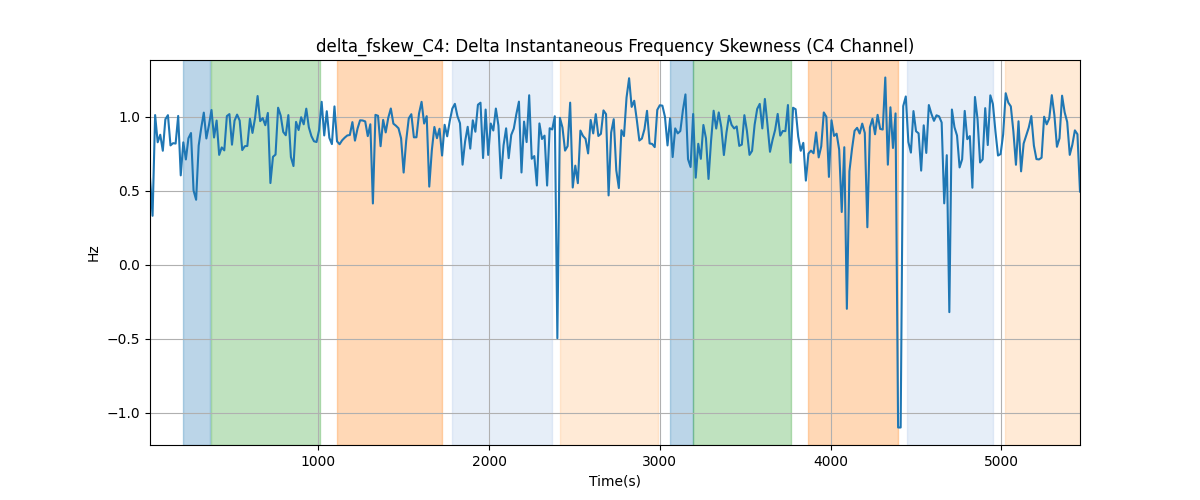 delta_fskew_C4: Delta Instantaneous Frequency Skewness (C4 Channel)
1.0
0.5
0.0
−0.5
−1.0
Hz
1000 2000 3000 4000 5000
Time(s)